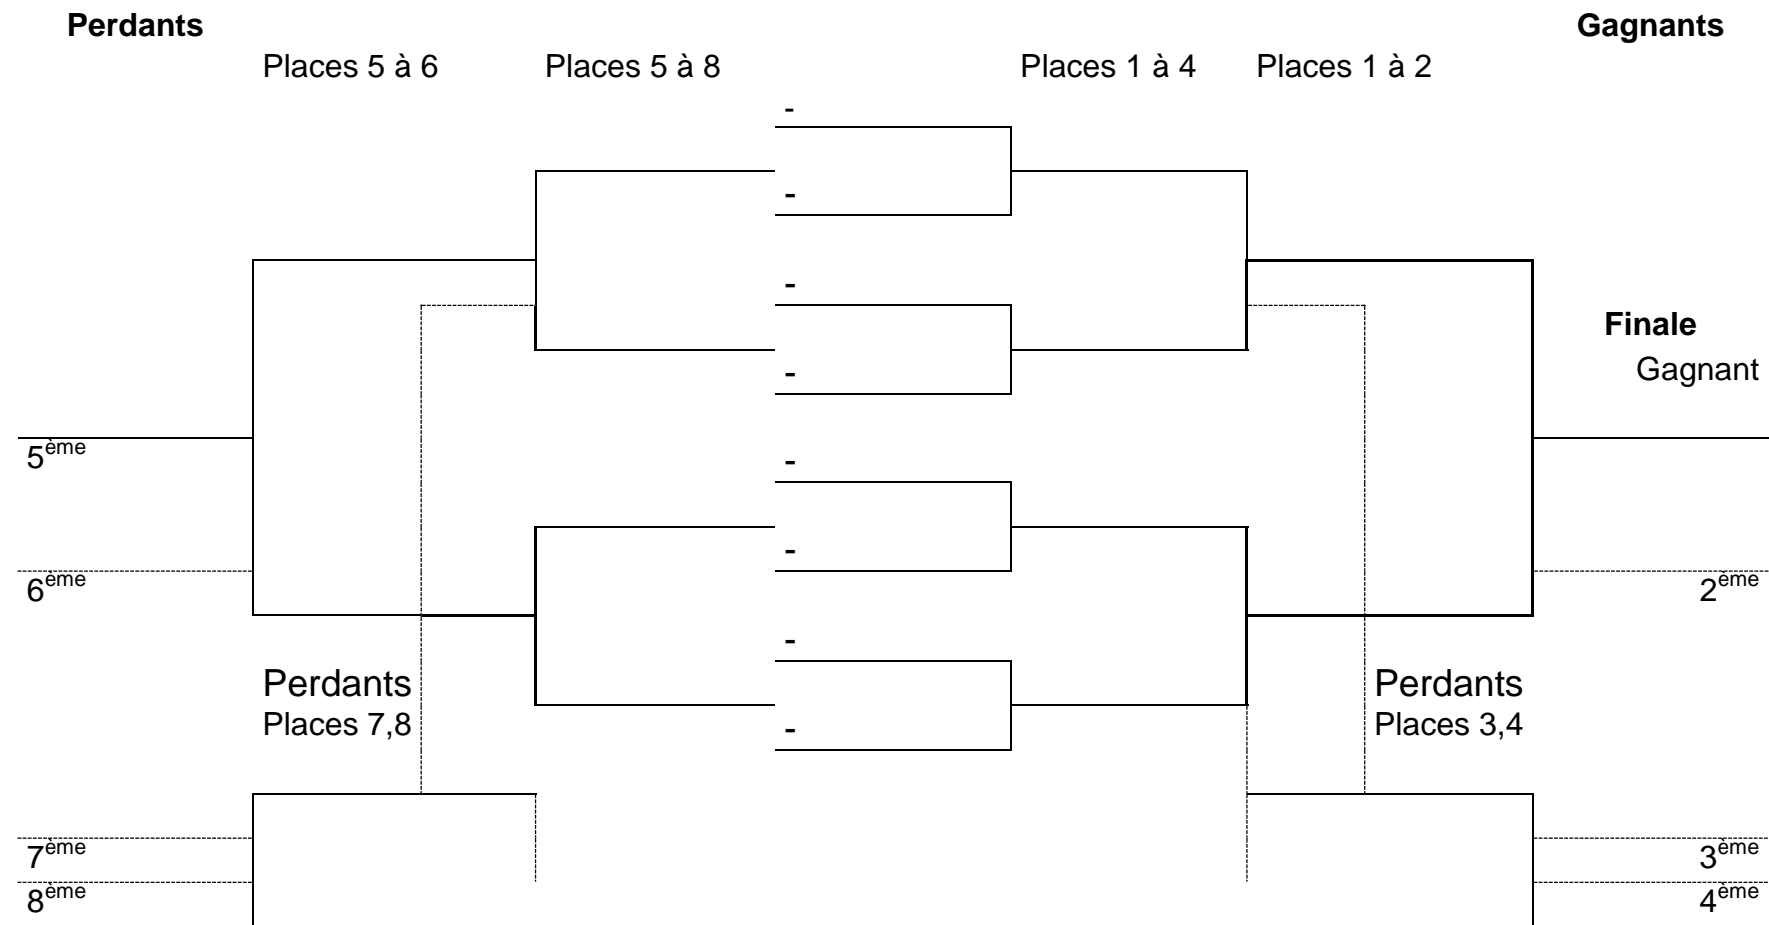 Perdants Gagnants
Places 5 à 6 Places 5 à 8 Places 1 à 4 Places 1 à 2
-
-
-
Finale
Gagnant
-
5ème
-
-
6ème 2ème
-
Perdants Perdants
Places 7,8 Places 3,4
-
7ème 3ème
8ème 4ème